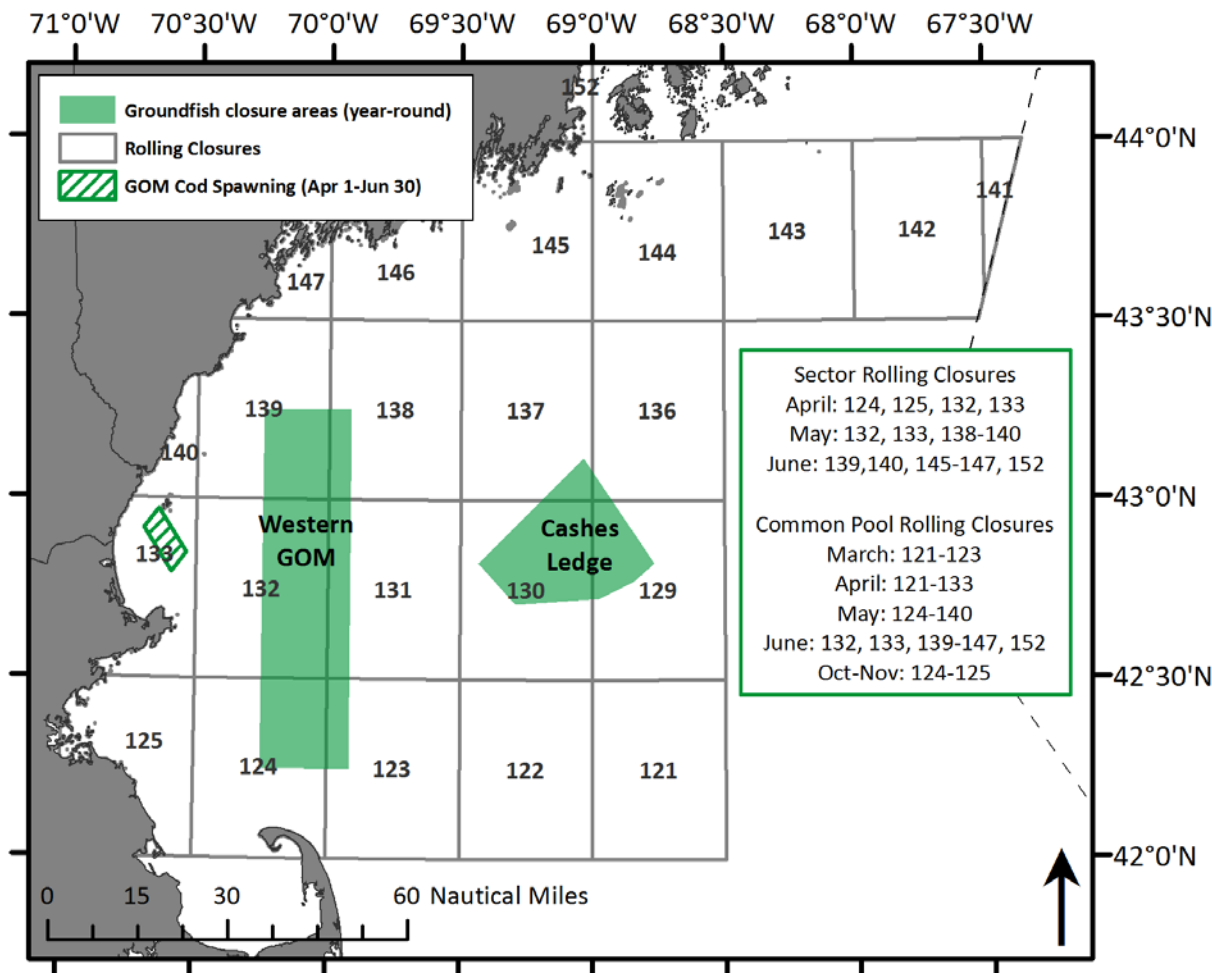 71°0'W 70°30'W 70°0'W 69°30'W 69°0'W 68°30'W 68°0'W 67°30'W
Groundfish closure areas (year-round)
Rolling Closures
GOM Cod Spawning (Apr 1-Jun 30)
152
44°0'N
141
147 146 145 144 143 142
43°30'N
Sector Rolling Closures
April: 124, 125, 132, 133
May: 132, 133, 138-140
June: 139,140, 145-147, 152
Common Pool Rolling Closures
March: 121-123
April: 121-133
May: 124-140
June: 132, 133, 139-147, 152
Oct-Nov: 124-125
139 138 137 136
140
43°0'N
Western
GOM
Cashes
Ledge
133
132 131 130 129
42°30'N
125
124 123 122 121
42°0'N
0 15 30 60 Nautical Miles